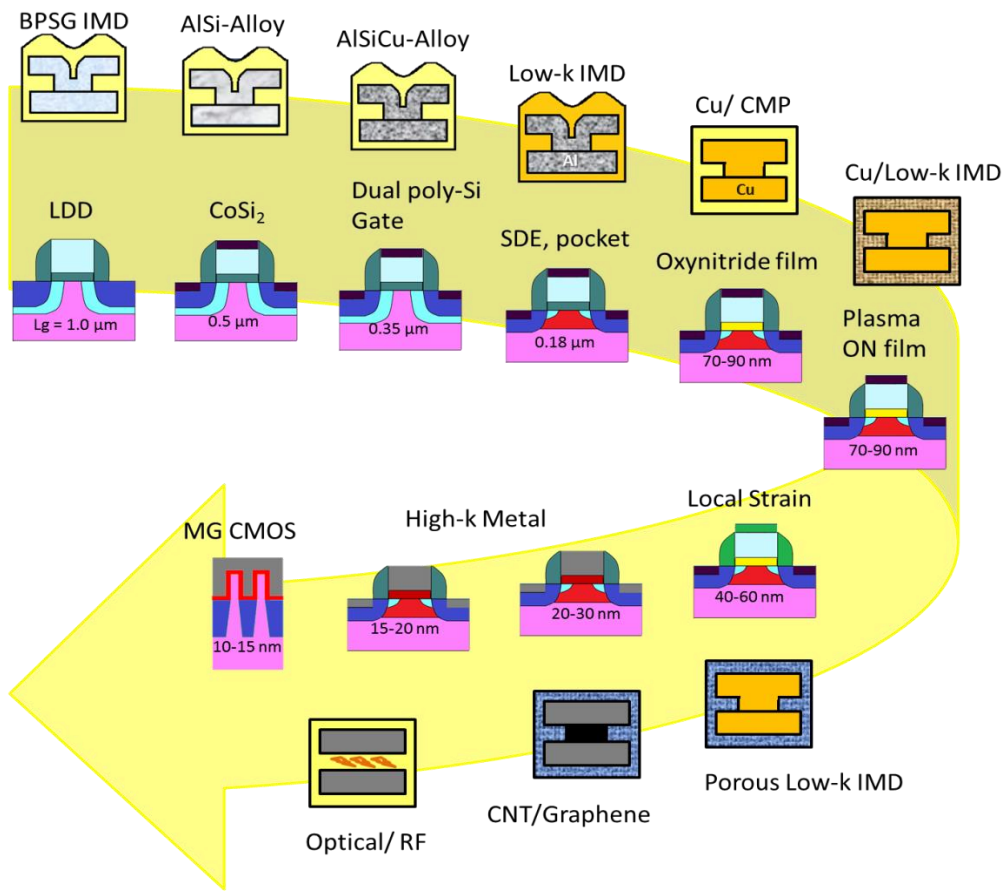 BPSG IMD
AlSi-Alloy
AlSiCu-Alloy
Low-k IMD
Al
Cu/ CMP
Cu
Cu/Low-k IMD
LDD
Lg = 1.0 µm
CoSi₂
0.5 µm
Dual poly-Si
Gate
0.35 µm
SDE, pocket
0.18 µm
Oxynitride film
70-90 nm
Plasma
ON film
70-90 nm
MG CMOS
10-15 nm
High-k Metal
15-20 nm
20-30 nm
Local Strain
40-60 nm
Optical/ RF
CNT/Graphene
Porous Low-k IMD